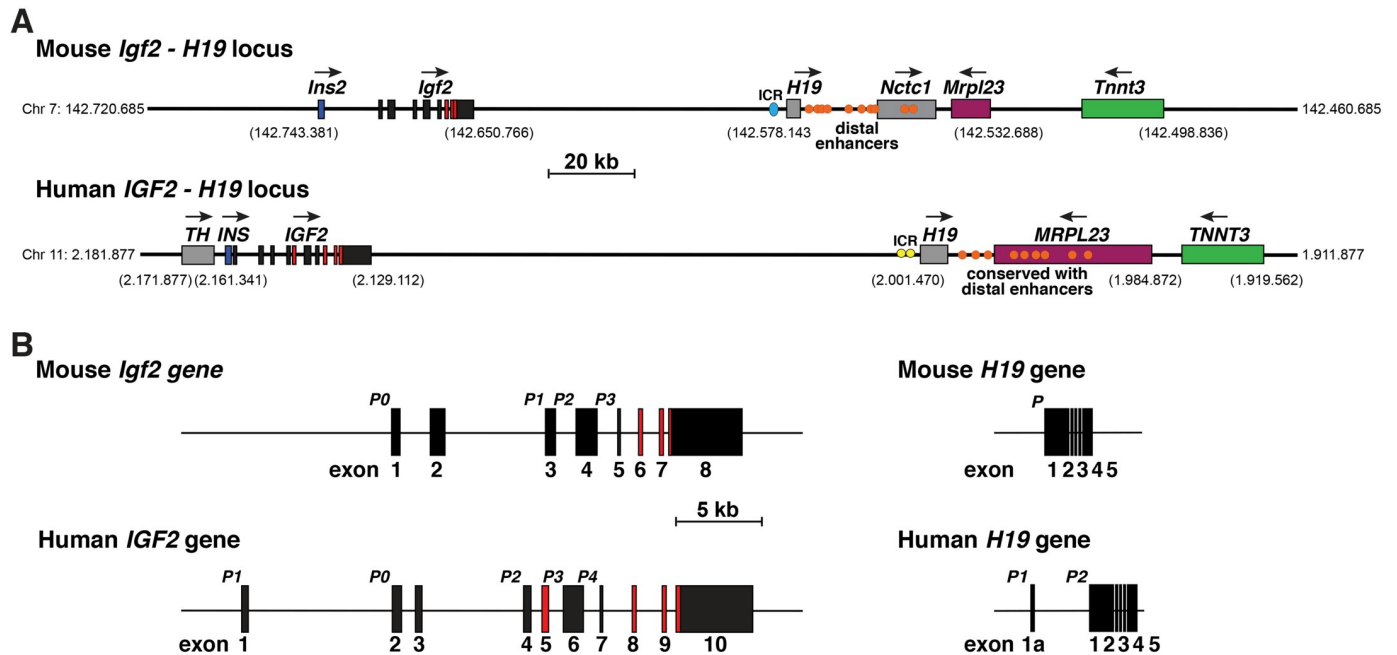 A
Mouse Igf2 - H19 locus
Ins2 Igf2 ICR H19 Nctc1 Mrpl23 Tnnt3
Chr 7: 142.720.685 142.460.685
(142.743.381) (142.650.766) (142.578.143 distal enhancers (142.532.688) (142.498.836)
20 kb
Human IGF2 - H19 locus
TH INS IGF2 ICR H19 MRPL23 TNNT3
Chr 11: 2.181.877 1.911.877
(2.171.877) (2.161.341) (2.129.112) (2.001.470) conserved with distal enhancers (1.984.872) (1.919.562)
B
Mouse Igf2 gene Mouse H19 gene
P0 P1 P2 P3 P
exon 1 2 3 4 5 6 7 8 exon 1 2 3 4 5
5 kb
Human IGF2 gene Human H19 gene
P1 P0 P2 P3 P4 P1 P2
exon 1 2 3 4 5 6 7 8 9 10 exon 1a 1 2 3 4 5